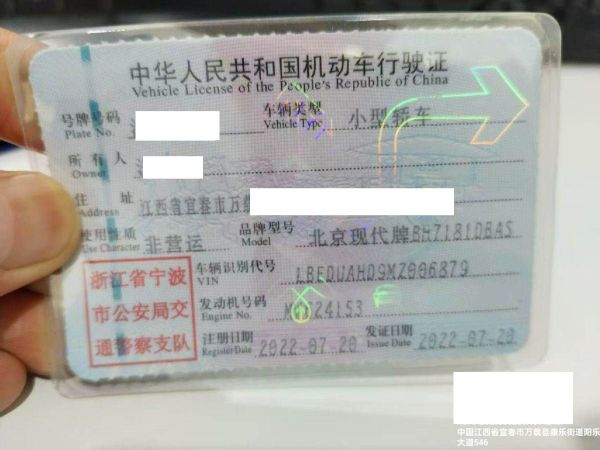 中华人民共和国机动车行驶证
Vehicle License of the People's Republic of China
号牌号码 车辆类型 小型轿车
Plate No. Vehicle Type
所有人
Owner
住址 江西省宜春市万载
Address
使用性质 非营运 品牌型号 北京现代牌BH7181DBAS
Use Character Model
浙江省宁波
市公安局交
通警察支队
车辆识别代号 LBEDUAHD9MZ006879
VIN
发动机号码 24153
Engine No.
注册日期 2022-07-20 发证日期 2022-07-20
Register Date Issue Date
中国江西省宜春市万载县康乐街道阳乐
大道546